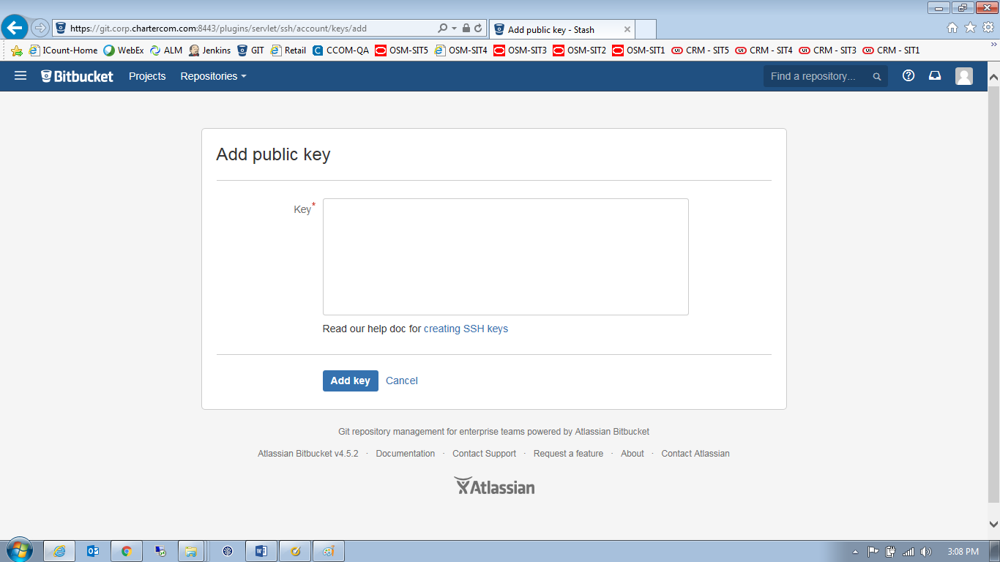 https://git.corp.chartercom.com:8443/plugins/servlet/ssh/account/keys/add
Add public key - Stash
ICount-Home WebEx ALM Jenkins GIT Retail CCOM-QA OSM-SIT5 OSM-SIT4 OSM-SIT3 OSM-SIT2 OSM-SIT1 CRM - SIT5 CRM - SIT4 CRM - SIT3 CRM - SIT1
Bitbucket Projects Repositories Find a repository...
Add public key
Key*
Read our help doc for creating SSH keys
Add key Cancel
Git repository management for enterprise teams powered by Atlassian Bitbucket
Atlassian Bitbucket v4.5.2 · Documentation · Contact Support · Request a feature · About · Contact Atlassian
Atlassian
3:08 PM